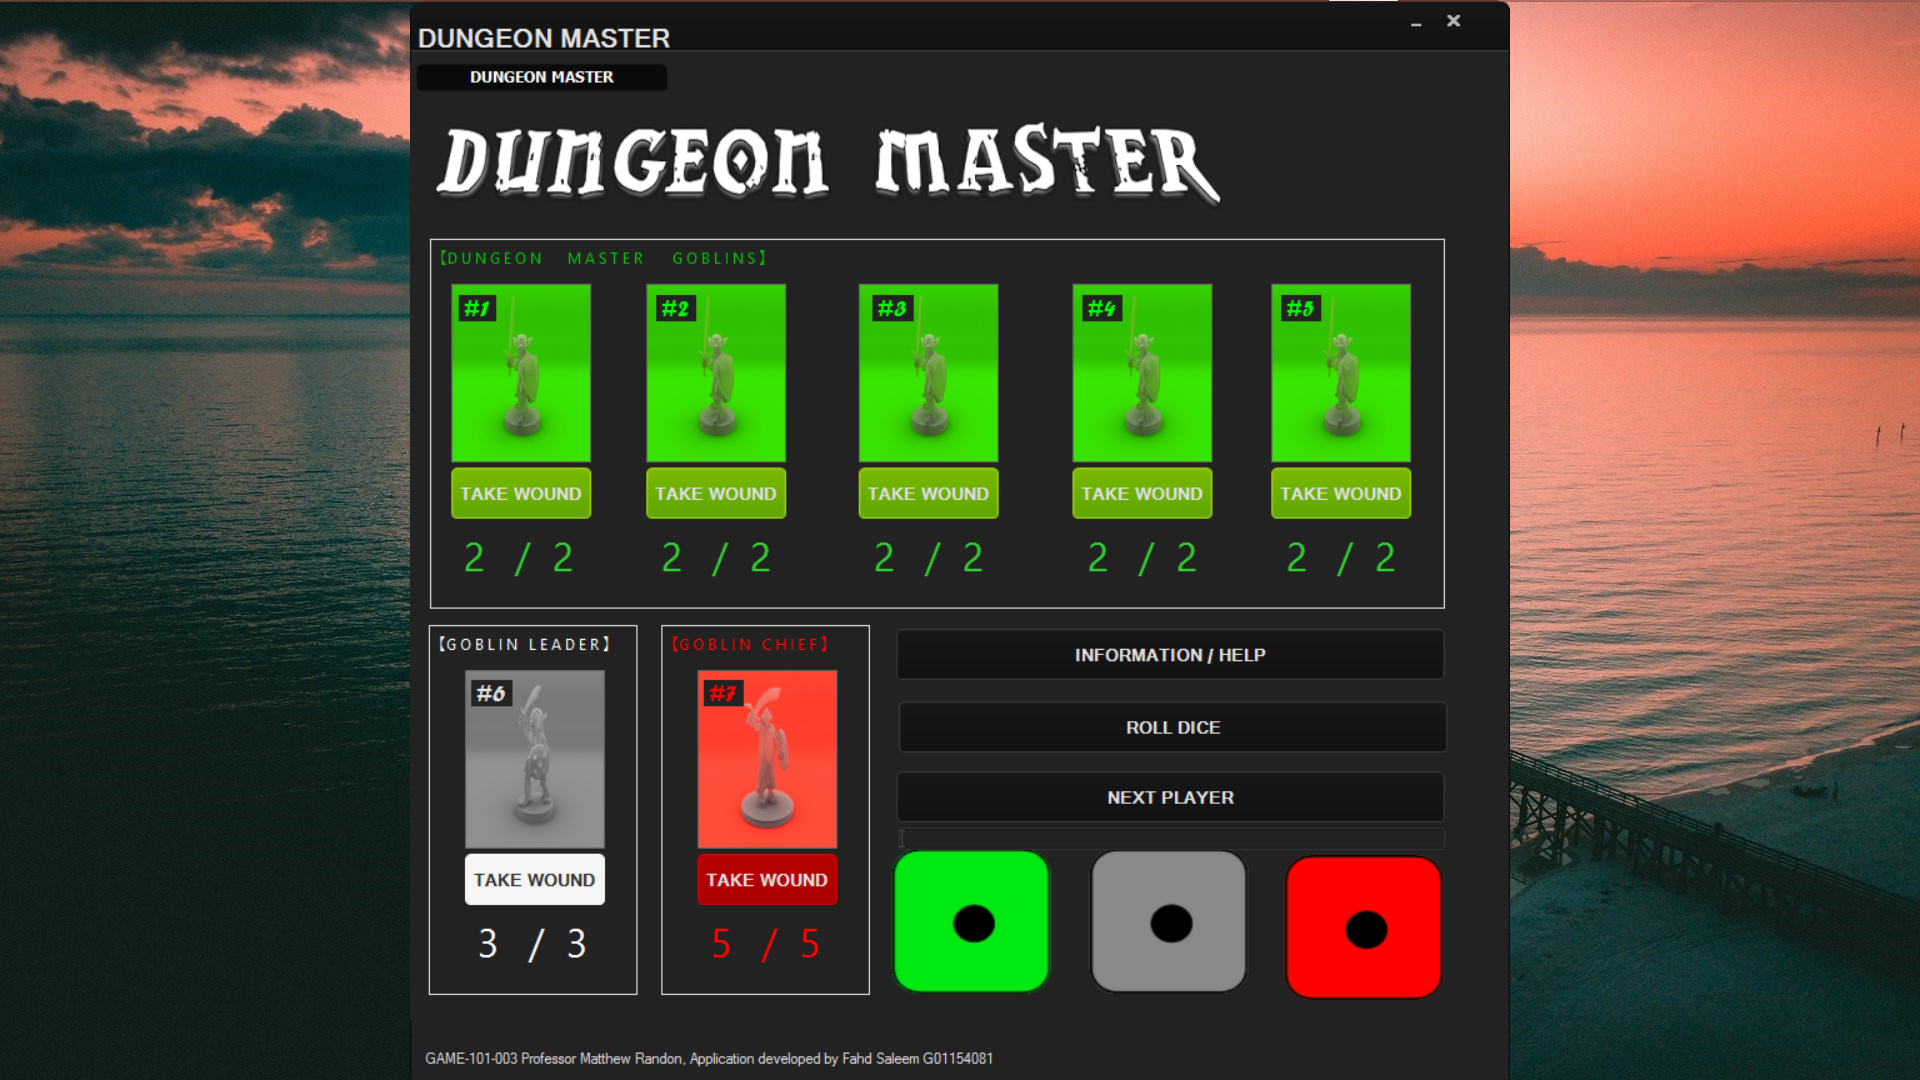 DUNGEON MASTER
DUNGEON MASTER
DUNGEON MASTER
【DUNGEON MASTER GOBLINS】
#1 #2 #3 #4 #5
TAKE WOUND TAKE WOUND TAKE WOUND TAKE WOUND TAKE WOUND
2 / 2 2 / 2 2 / 2 2 / 2 2 / 2
【GOBLIN LEADER】
#6
TAKE WOUND
3 / 3
【GOBLIN CHIEF】
#7
TAKE WOUND
5 / 5
INFORMATION / HELP
ROLL DICE
NEXT PLAYER
GAME-101-003 Professor Matthew Randon, Application developed by Fahd Saleem G01154081